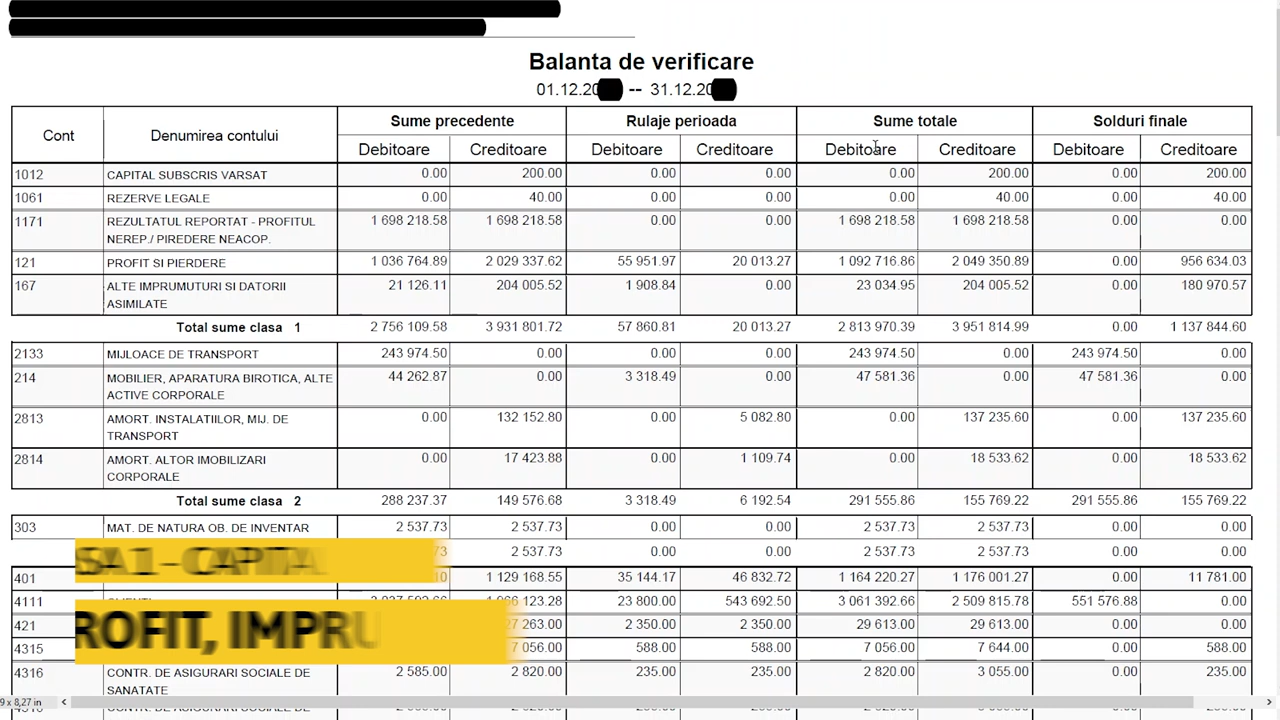 Balanta de verificare
01.12.20 -- 31.12.20
Cont Denumirea contului Sume precedente Rulaje perioada Sume totale Solduri finale
Debitoare Creditoare Debitoare Creditoare Debitoare Creditoare Debitoare Creditoare
1012 CAPITAL SUBSCRIS VARSAT 0.00 200.00 0.00 0.00 0.00 200.00 0.00 200.00
1061 REZERVE LEGALE 0.00 40.00 0.00 0.00 0.00 40.00 0.00 40.00
1171 REZULTATUL REPORTAT - PROFITUL 1 698 218.58 1 698 218.58 0.00 0.00 1 698 218.58 1 698 218.58 0.00 0.00
NEREP./ PIREDERE NEACOP.
121 PROFIT SI PIERDERE 1 036 764.89 2 029 337.62 55 951.97 20 013.27 1 092 716.86 2 049 350.89 956 634.03
167 ALTE IMPRUMUTURI SI DATORII 21 126.11 204 005.52 1 908.84 0.00 23 034.95 204 005.52 0.00 180 970.57
ASIMILATE
Total sume clasa 1 2 756 109.58 3 931 801.72 57 860.81 20 013.27 2 813 970.39 3 951 814.99 0.00 1 137 844.60
2133 MIJLOACE DE TRANSPORT 243 974.50 0.00 0.00 0.00 243 974.50 0.00 243 974.50 0.00
214 MOBILIER, APARATURA BIROTICA, ALTE 44 262.87 0.00 3 318.49 0.00 47 581.36 0.00 47 581.36 0.00
ACTIVE CORPORALE
2813 AMORT. INSTALATIILOR, MIJ. DE 0.00 132 152.80 0.00 5 082.80 0.00 137 235.60 0.00 137 235.60
TRANSPORT
2814 AMORT. ALTOR IMOBILIZARI 0.00 17 423.88 0.00 1 109.74 0.00 18 533.62 0.00 18 533.62
CORPORALE
Total sume clasa 2 288 237.37 149 576.68 3 318.49 6 192.54 291 555.86 155 769.22 291 555.86 155 769.22
303 MAT. DE NATURA OB. DE INVENTAR 2 537.73 2 537.73 0.00 0.00 2 537.73 2 537.73 0.00 0.00
2 537.73 0.00 0.00 2 537.73 2 537.73 0.00 0.00
SA 1 - CAPITA
401 1 129 168.55 35 144.17 46 832.72 1 164 220.27 1 176 001.27 0.00 11 781.00
4111 123.28 23 800.00 543 692.50 3 061 392.66 2 509 815.78 551 576.88 0.00
ROFIT, IMPRU
421 263.00 2 350.00 2 350.00 29 613.00 29 613.00 0.00 0.00
4315 7 056.00 588.00 588.00 7 056.00 7 644.00 0.00 588.00
4316 CONTR. DE ASIGURARI SOCIALE DE 2 585.00 2 820.00 235.00 235.00 2 820.00 3 055.00 0.00 235.00
SANATATE
9 x 8,27 in